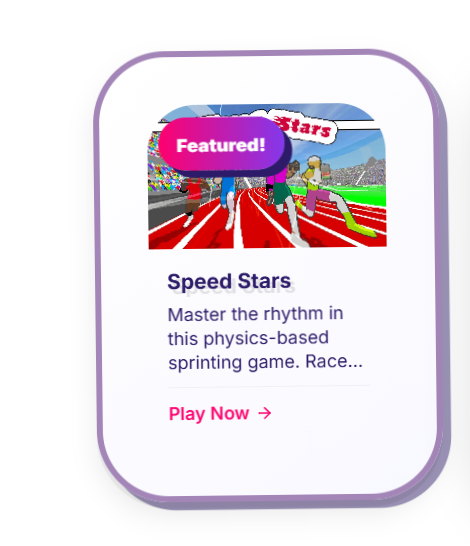 Stars
Featured!
Speed Stars
Master the rhythm in
this physics-based
sprinting game. Race...
Play Now →